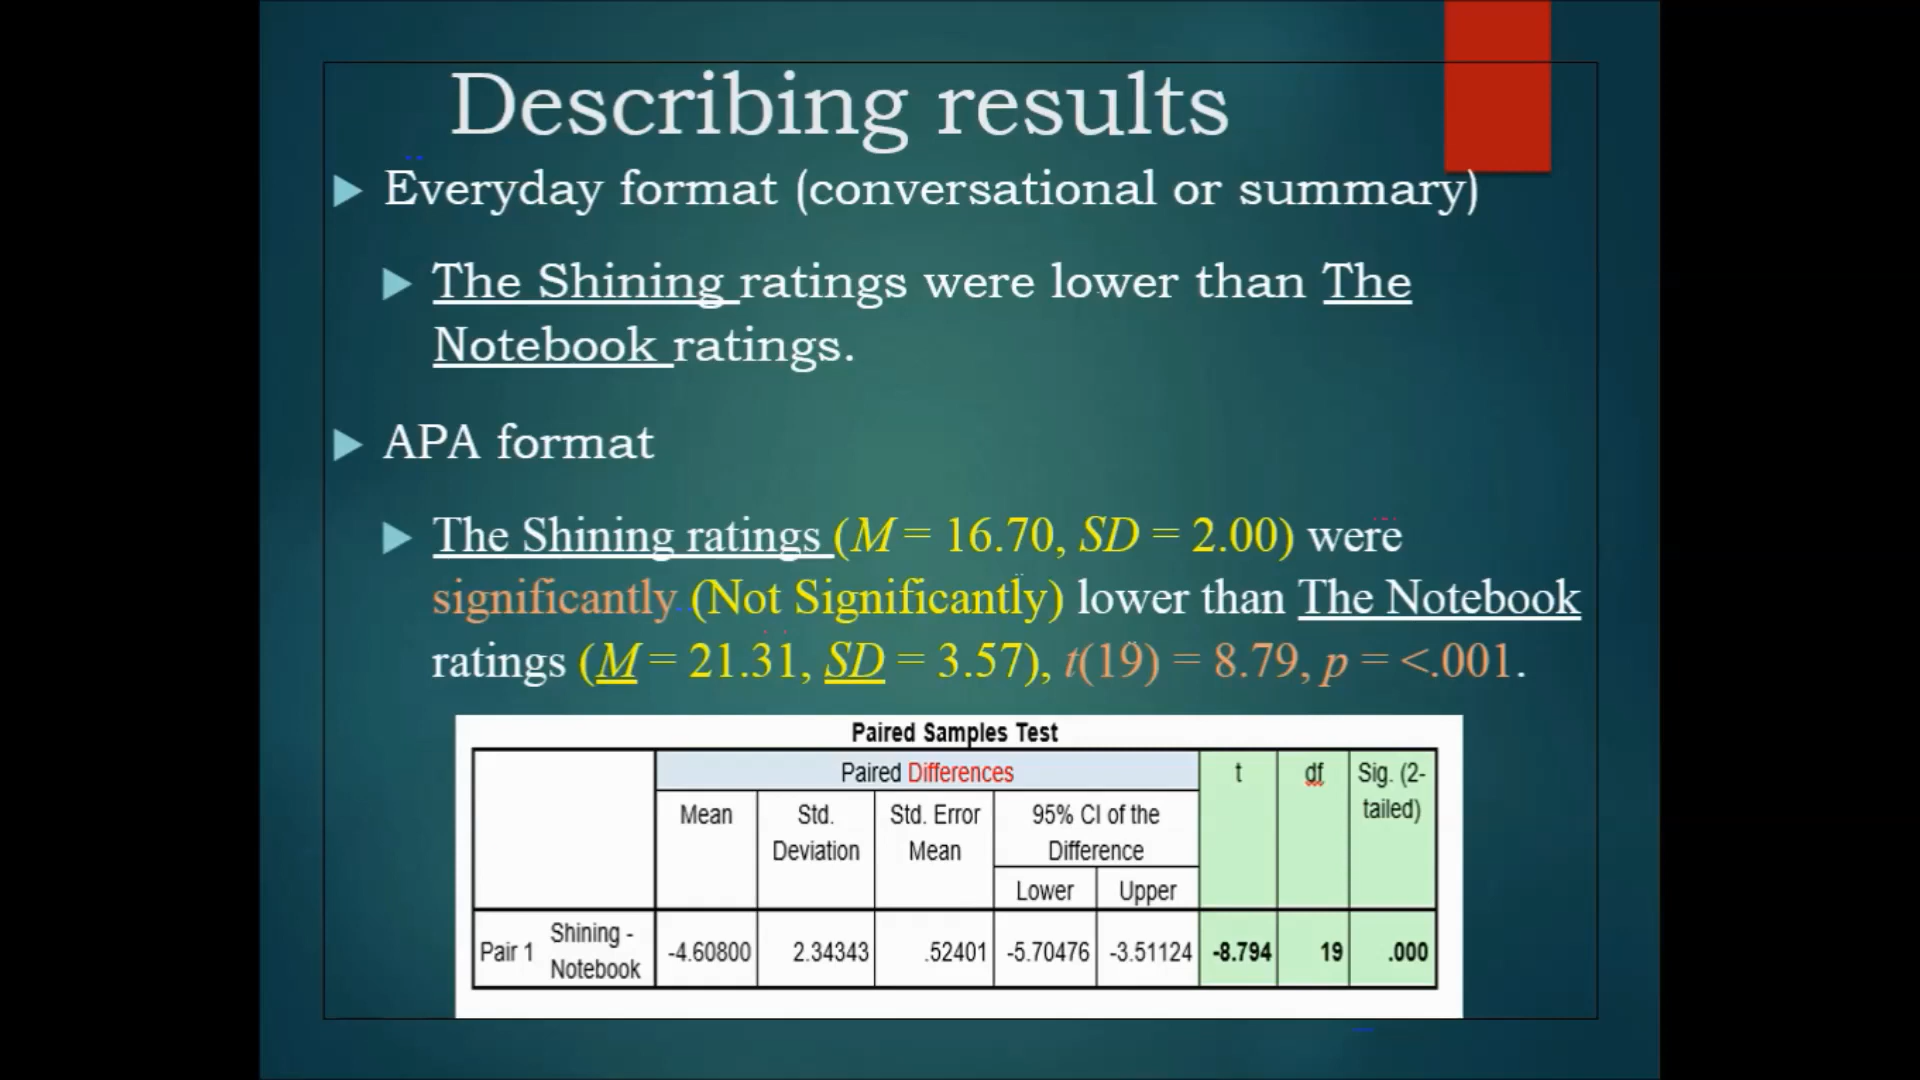 Describing results
Everyday format (conversational or summary)
The Shining ratings were lower than The
Notebook ratings.
APA format
The Shining ratings (M = 16.70, SD = 2.00) were
significantly (Not Significantly) lower than The Notebook
ratings (M = 21.31, SD = 3.57), t(19) = 8.79, p = <.001.
Paired Samples Test
Paired Differences t df Sig. (2-
tailed)
Mean Std. Std. Error 95% CI of the
Deviation Mean Difference
Lower Upper
Pair 1 Shining - -4.60800 2.34343 .52401 -5.70476 -3.51124 -8.794 19 .000
Notebook